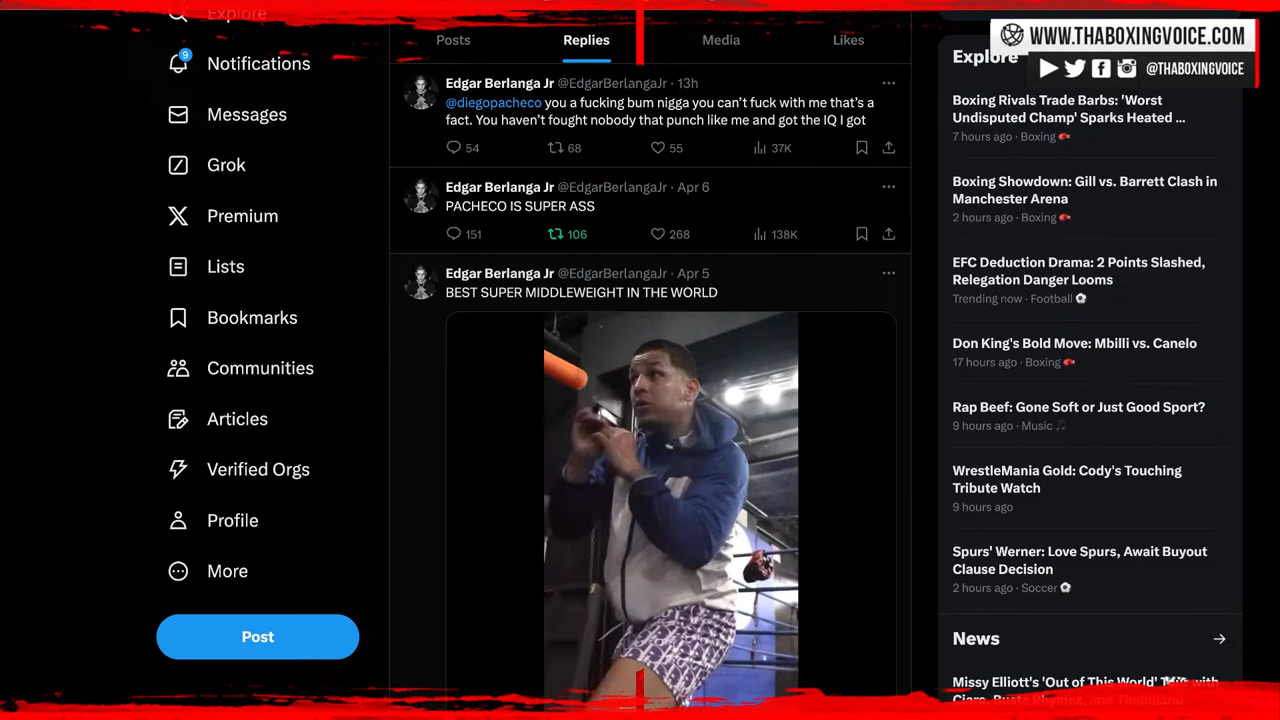 Explore
Notifications
9
Messages
Grok
Premium
Lists
Bookmarks
Communities
Articles
Verified Orgs
Profile
More
Post
Posts
Replies
Media
Likes
Edgar Berlanga Jr @EdgarBerlangaJr · 13h
@diegopacheco you a fucking bum nigga you can’t fuck with me that’s a
fact. You haven’t fought nobody that punch like me and got the IQ I got
54 68 55 37K
Edgar Berlanga Jr @EdgarBerlangaJr · Apr 6
PACHECO IS SUPER ASS
151 106 268 138K
Edgar Berlanga Jr @EdgarBerlangaJr · Apr 5
BEST SUPER MIDDLEWEIGHT IN THE WORLD
WWW.THABOXINGVOICE.COM
@THABOXINGVOICE
Explore
Boxing Rivals Trade Barbs: 'Worst
Undisputed Champ' Sparks Heated ...
7 hours ago · Boxing
Boxing Showdown: Gill vs. Barrett Clash in
Manchester Arena
2 hours ago · Boxing
EFC Deduction Drama: 2 Points Slashed,
Relegation Danger Looms
Trending now · Football
Don King's Bold Move: Mbilli vs. Canelo
17 hours ago · Boxing
Rap Beef: Gone Soft or Just Good Sport?
9 hours ago · Music
WrestleMania Gold: Cody's Touching
Tribute Watch
9 hours ago
Spurs' Werner: Love Spurs, Await Buyout
Clause Decision
2 hours ago · Soccer
News
Missy Elliott's 'Out of This World' with
Ciara, Busta Rhymes, and Timbaland